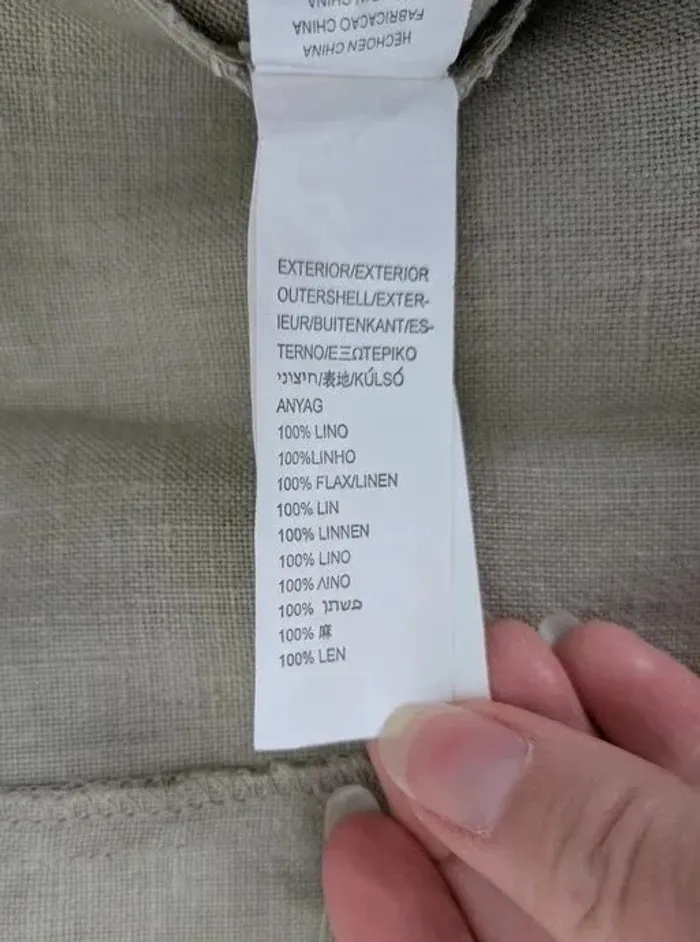 HECHOEN CHINA
FABRICACAO CHINA
EXTERIOR/EXTERIOR
OUTERSHELL/EXTER-
IEUR/BUITENKANT/ES-
TERNO/ΕΞΩΤΕΡΙΚΟ
חיצוני/表地/KÚLSÓ
ANYAG
100% LINO
100%LINHO
100% FLAX/LINEN
100% LIN
100% LINNEN
100% LINO
100% ΛΙΝΟ
100% פשתן
100% 麻
100% LEN